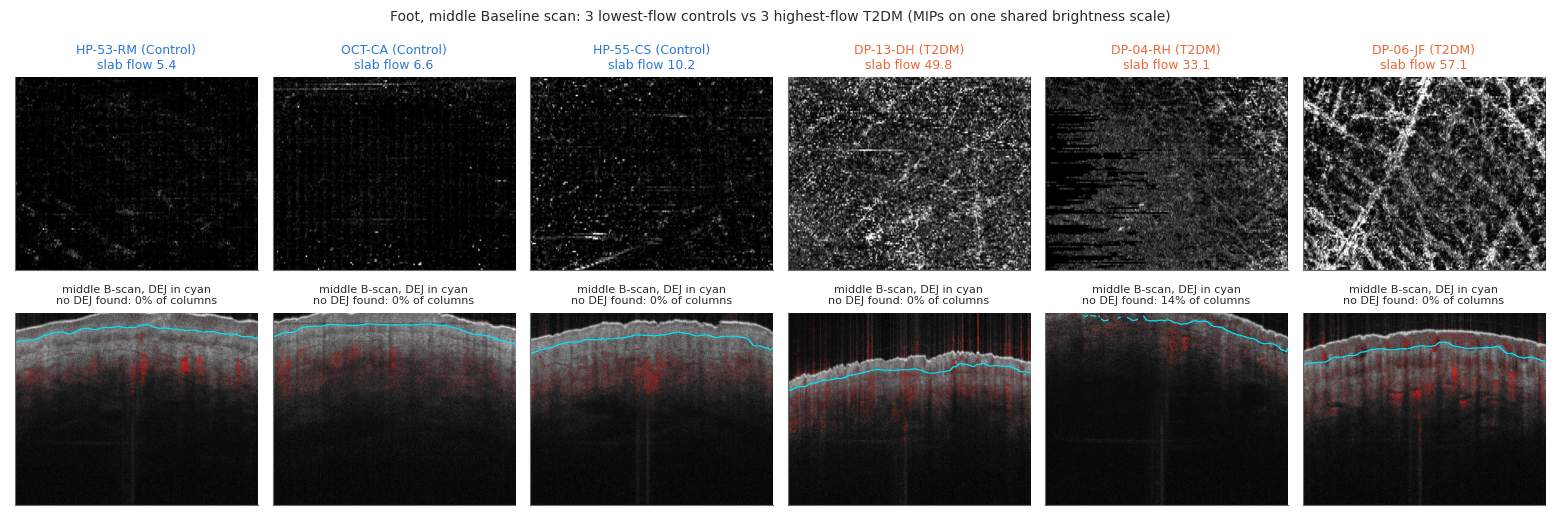 Foot, middle Baseline scan: 3 lowest-flow controls vs 3 highest-flow T2DM (MIPs on one shared brightness scale)
HP-53-RM (Control)
slab flow 5.4
OCT-CA (Control)
slab flow 6.6
HP-55-CS (Control)
slab flow 10.2
DP-13-DH (T2DM)
slab flow 49.8
DP-04-RH (T2DM)
slab flow 33.1
DP-06-JF (T2DM)
slab flow 57.1
middle B-scan, DEJ in cyan
no DEJ found: 0% of columns
middle B-scan, DEJ in cyan
no DEJ found: 0% of columns
middle B-scan, DEJ in cyan
no DEJ found: 0% of columns
middle B-scan, DEJ in cyan
no DEJ found: 0% of columns
middle B-scan, DEJ in cyan
no DEJ found: 14% of columns
middle B-scan, DEJ in cyan
no DEJ found: 0% of columns